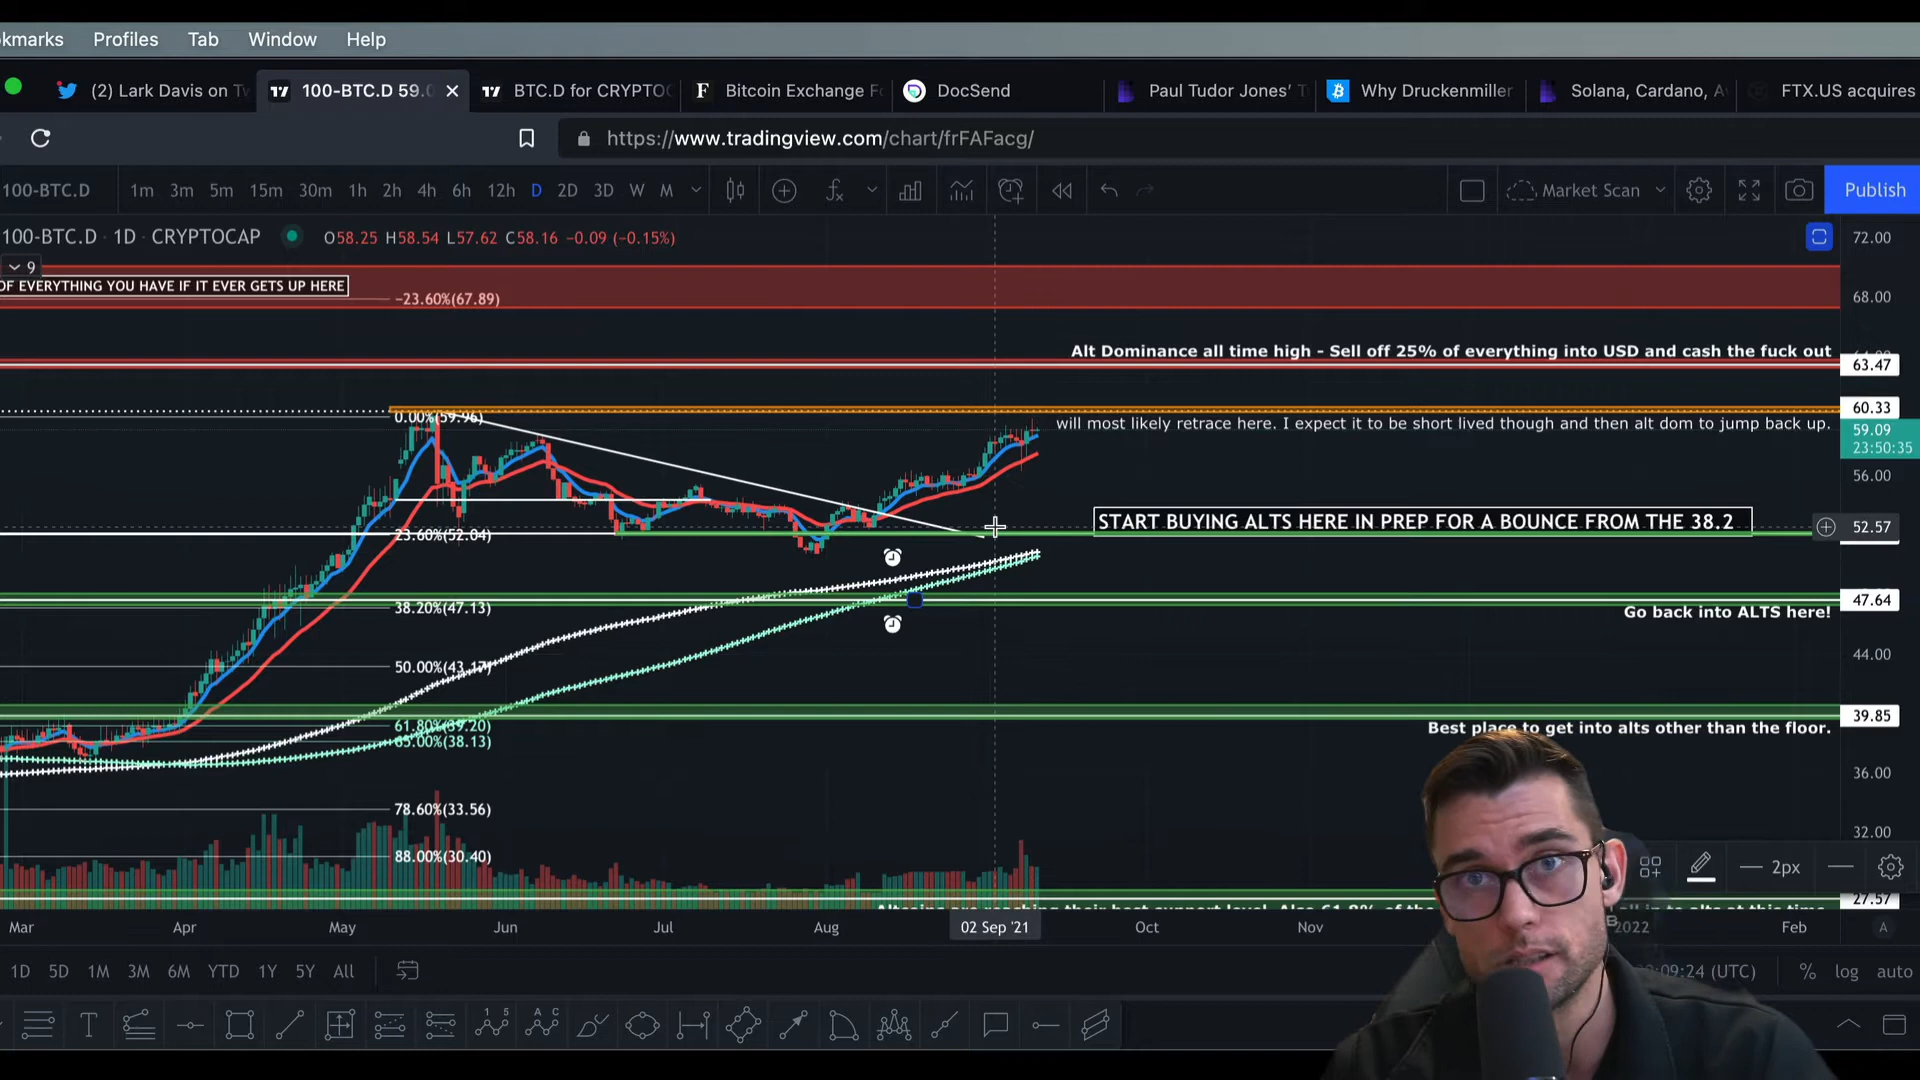 kmarks Profiles Tab Window Help
(2) Lark Davis on Tw
100-BTC.D 59.0
BTC.D for CRYPTOC
Bitcoin Exchange F
DocSend
Paul Tudor Jones' T
Why Druckenmiller
Solana, Cardano, A
FTX.US acquires
https://www.tradingview.com/chart/frFAFacg/
100-BTC.D 1m 3m 5m 15m 30m 1h 2h 4h 6h 12h D 2D 3D W M Market Scan Publish
100-BTC.D · 1D · CRYPTOCAP O58.25 H58.54 L57.62 C58.16 −0.09 (−0.15%)
72.00
9
OF EVERYTHING YOU HAVE IF IT EVER GETS UP HERE
−23.60%(67.89)
68.00
Alt Dominance all time high - Sell off 25% of everything into USD and cash the fuck out
63.47
0.00%(59.96)
60.33
will most likely retrace here. I expect it to be short lived though and then alt dom to jump back up.
59.09
23:50:35
56.00
START BUYING ALTS HERE IN PREP FOR A BOUNCE FROM THE 38.2
52.57
23.60%(52.04)
47.64
38.20%(47.13)
Go back into ALTS here!
50.00%(43.17)
44.00
39.85
61.80%(39.20)
Best place to get into alts other than the floor.
65.00%(38.13)
36.00
78.60%(33.56)
32.00
88.00%(30.40)
2px
27.57
Mar Apr May Jun Jul Aug 02 Sep '21 Oct Nov 2022 Feb A
1D 5D 1M 3M 6M YTD 1Y 5Y All
:09:24 (UTC) % log auto